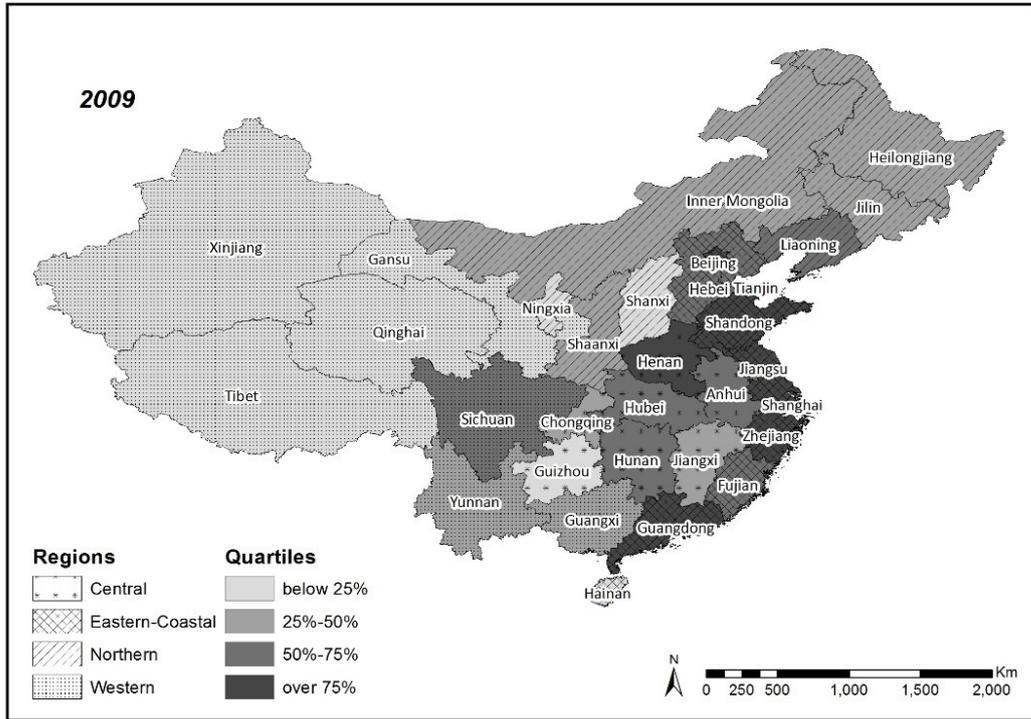 2009
Heilongjiang
Inner Mongolia
Jilin
Xinjiang
Gansu
Beijing
Liaoning
Hebei
Tianjin
Ningxia
Shanxi
Qinghai
Shandong
Shaanxi
Henan
Jiangsu
Tibet
Anhui
Shanghai
Sichuan
Chongqing
Hubei
Zhejiang
Guizhou
Hunan
Jiangxi
Fujian
Yunnan
Guangxi
Guangdong
Hainan
Regions
Central
Eastern-Coastal
Northern
Western
Quartiles
below 25%
25%-50%
50%-75%
over 75%
N
Km
0 250 500 1,000 1,500 2,000